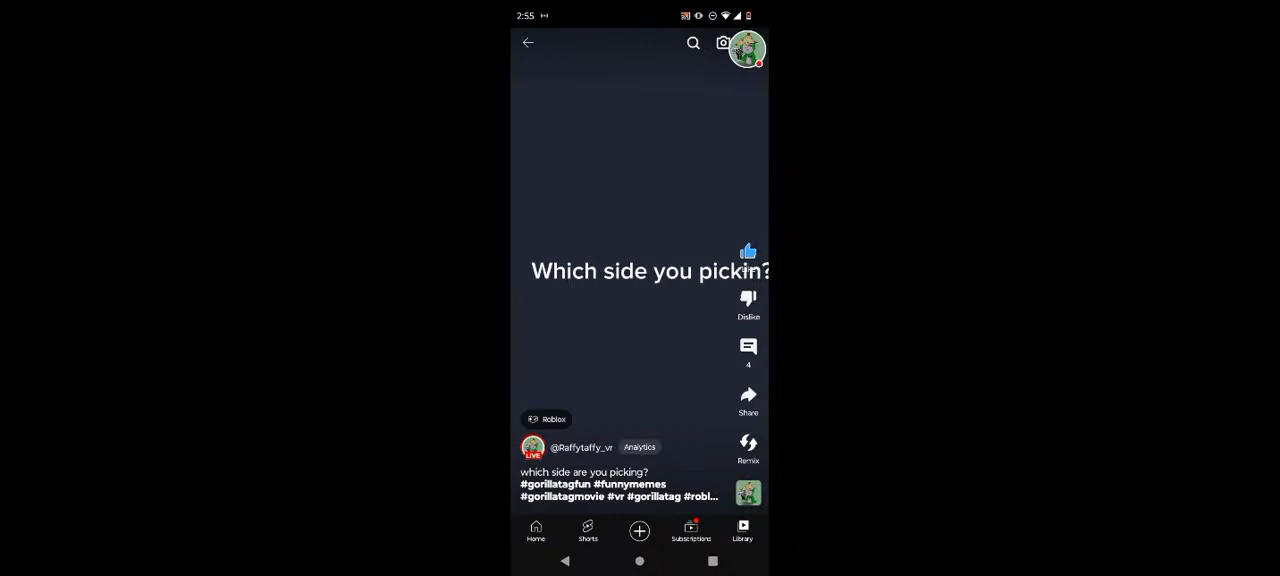 2:55
Which side you pickin?
Dislike
4
Share
Remix
Roblox
LIVE
@Raffytaffy_vr Analytics
which side are you picking?
#gorillatagfun #funnymemes
#gorillatagmovie #vr #gorillatag #robl...
Home Shorts Subscriptions Library